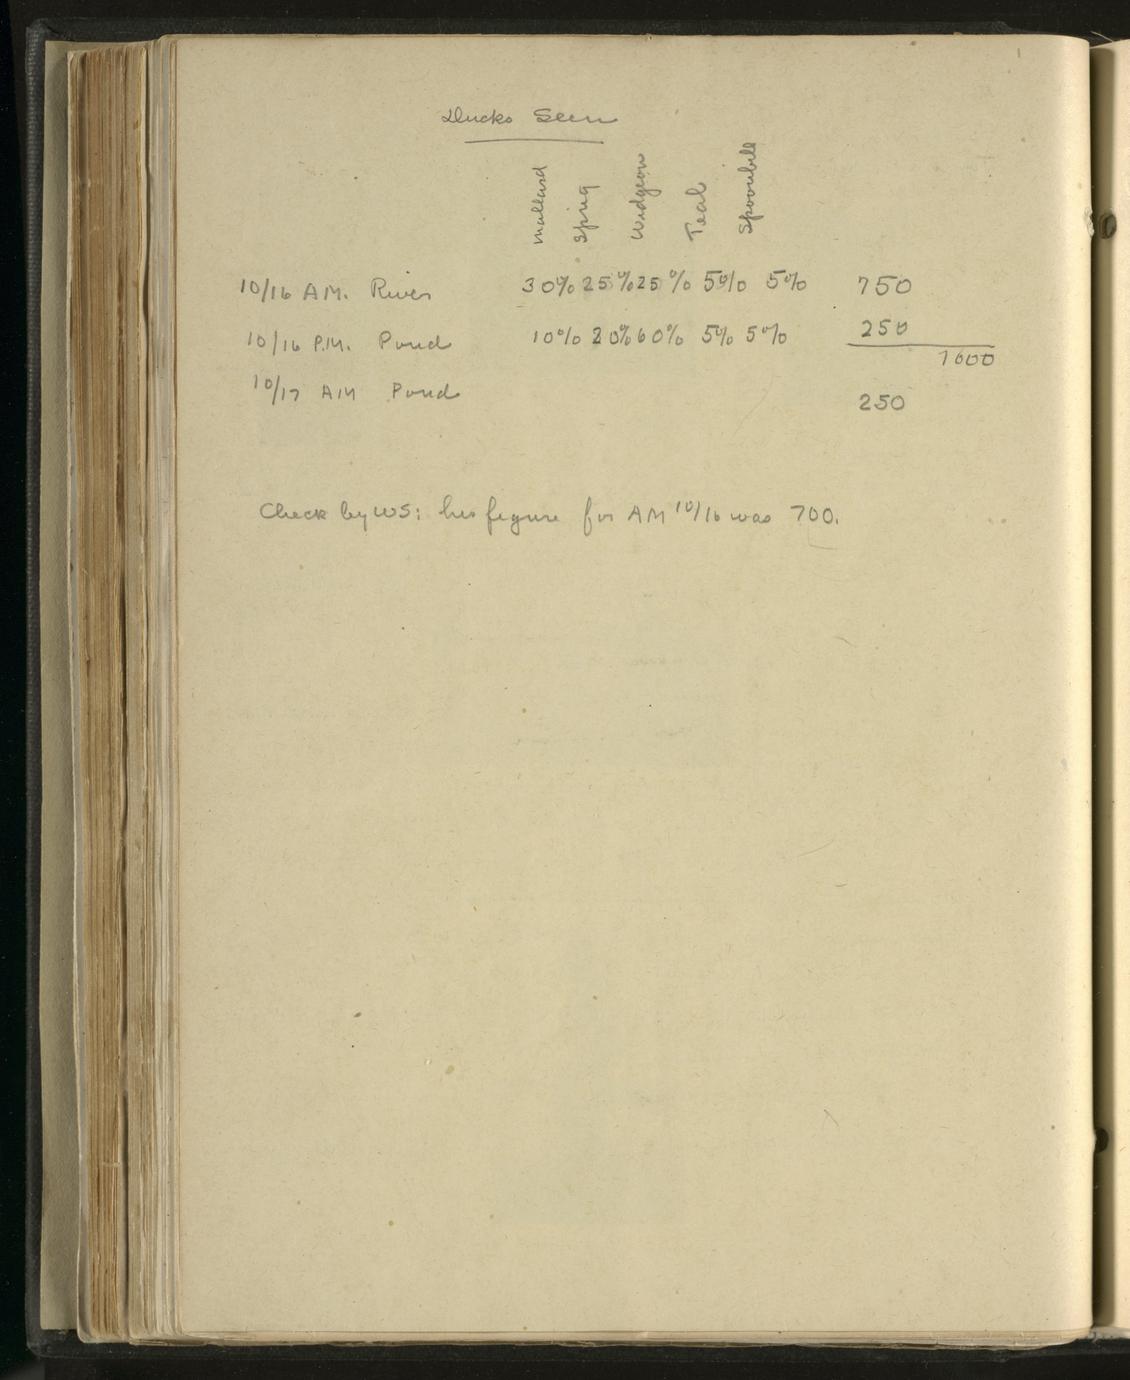 Ducks Seen
Mallard Sprig Widgeon Teal Spoonbill
10/16 A.M. River 30% 25% 25% 5% 5% 750
10/16 P.M. Pond 10% 20% 60% 5% 5% 250
1000
10/17 AM Pond 250
Check by WS: his figure for AM 10/16 was 700.